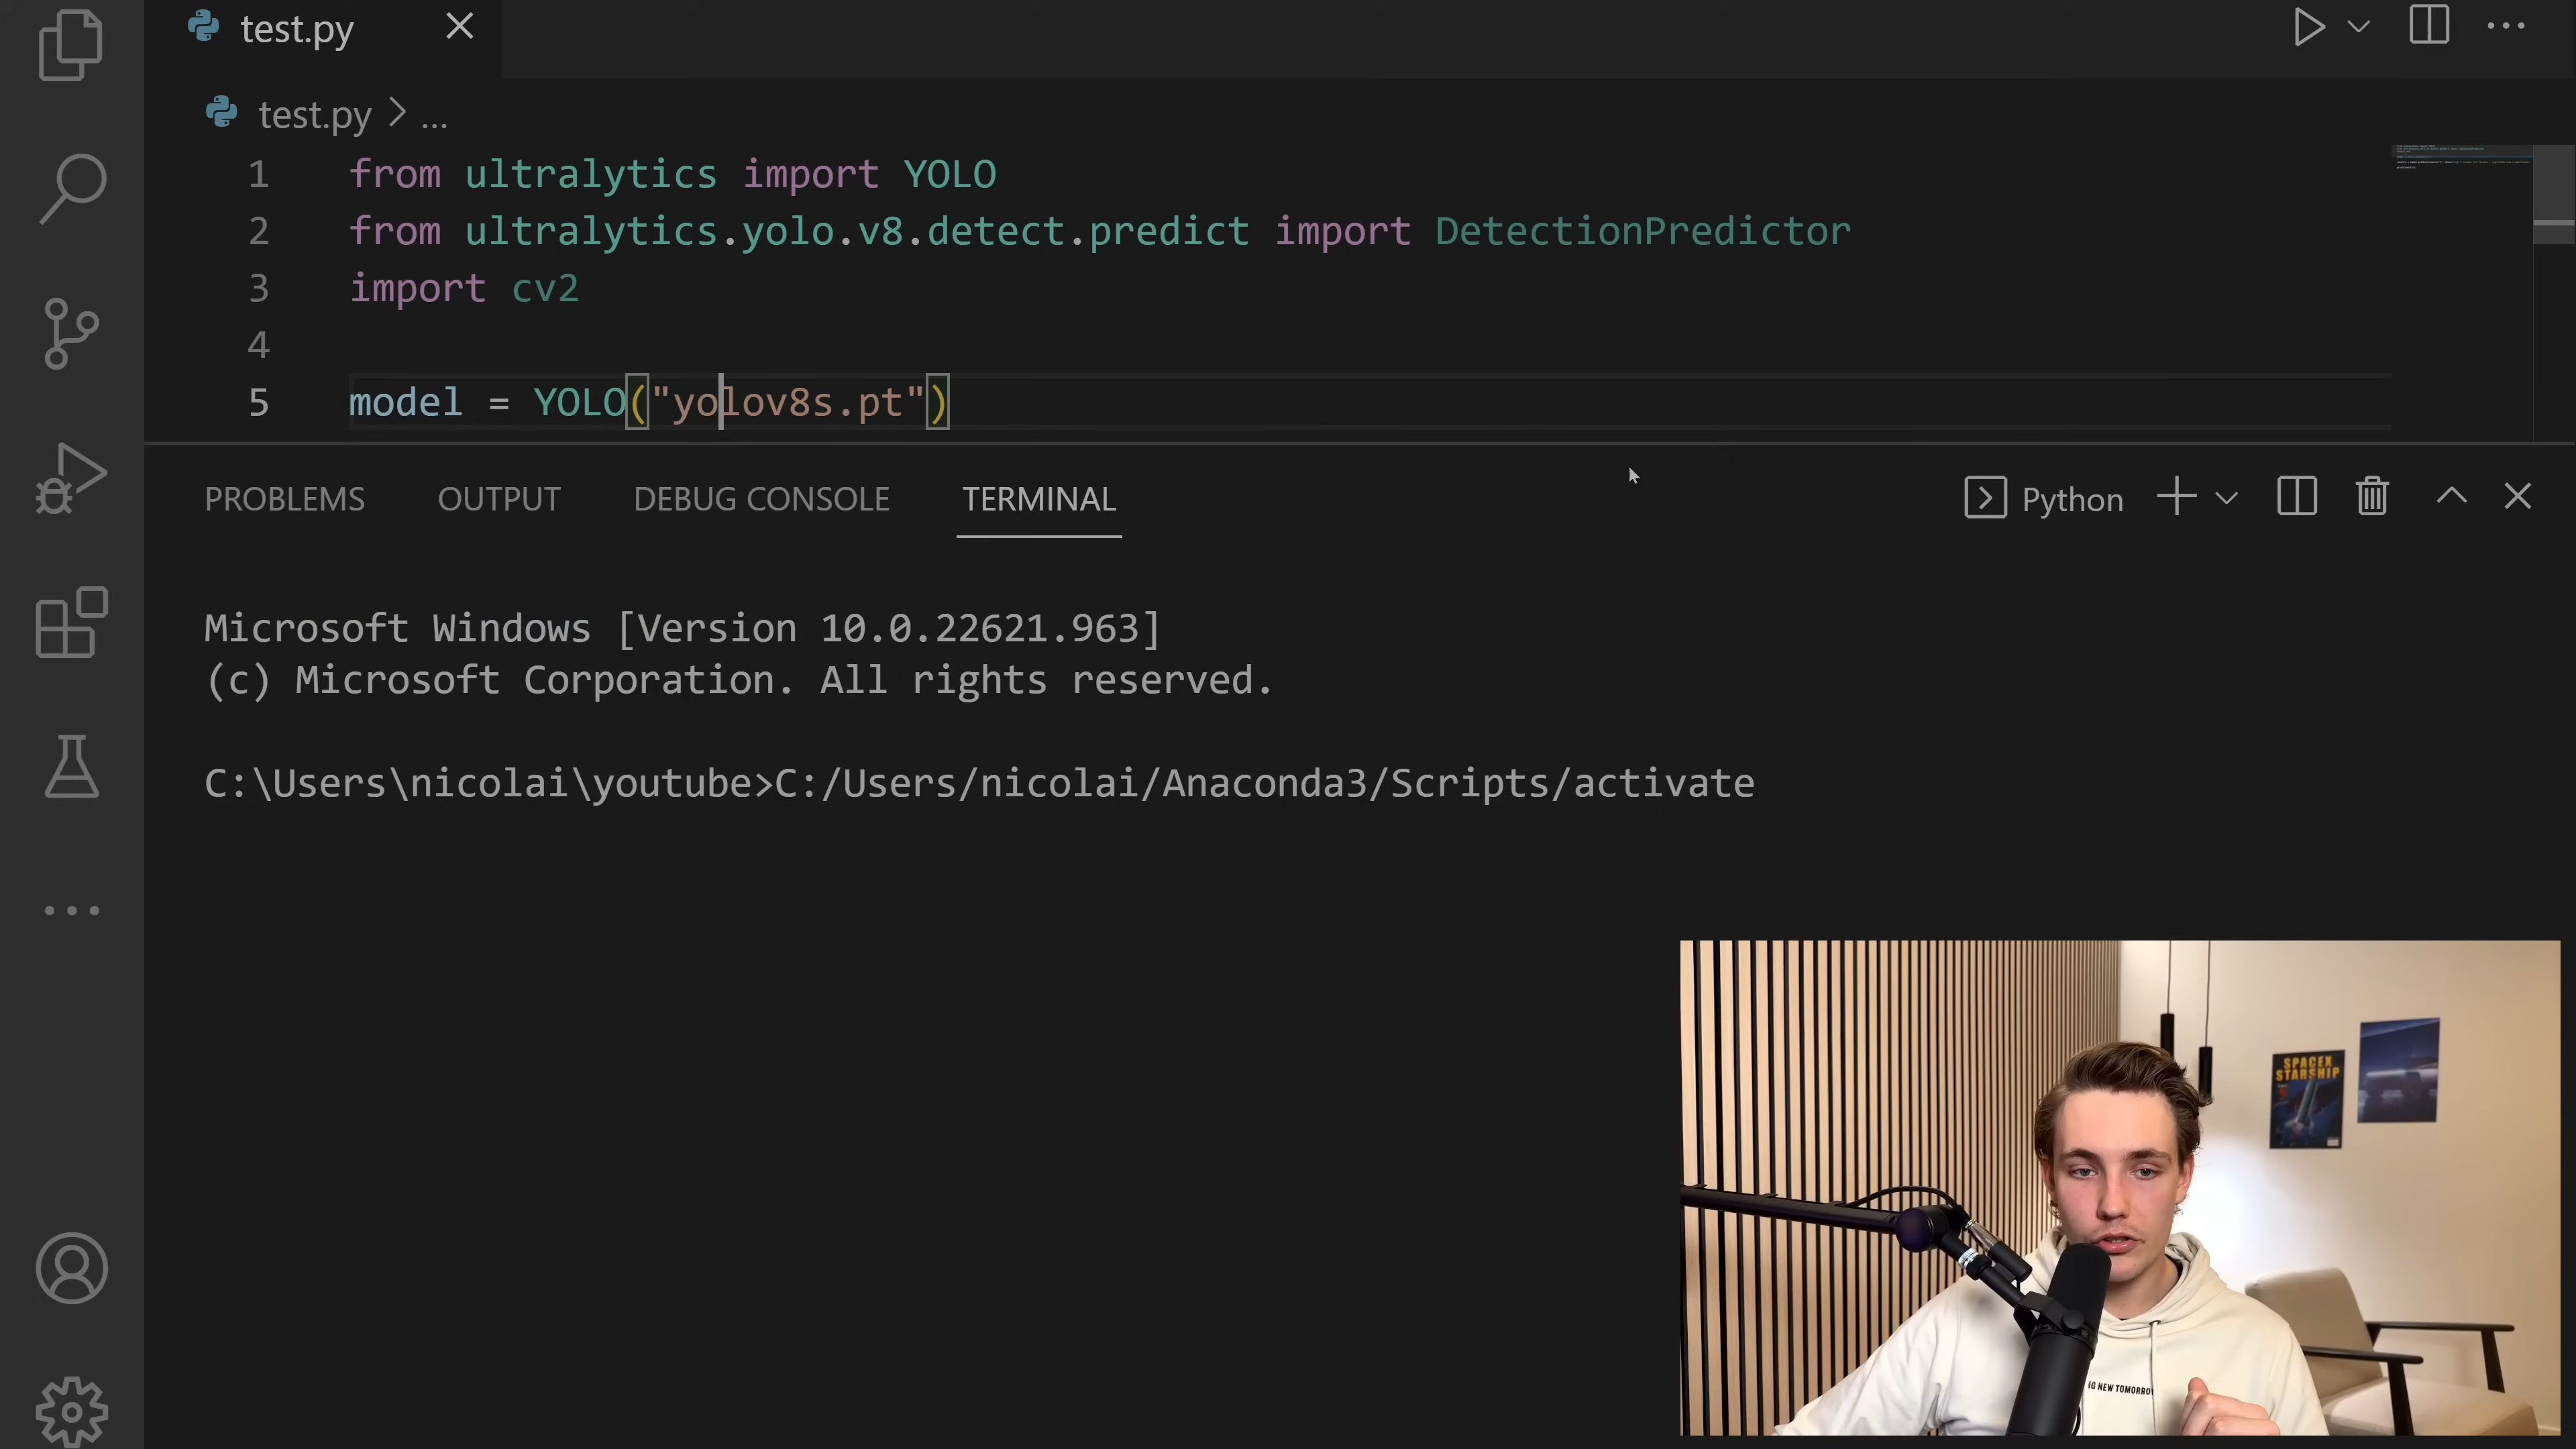 test.py
test.py > ...
1 from ultralytics import YOLO
2 from ultralytics.yolo.v8.detect.predict import DetectionPredictor
3 import cv2
4
5 model = YOLO("yolov8s.pt")
PROBLEMS OUTPUT DEBUG CONSOLE TERMINAL Python
Microsoft Windows [Version 10.0.22621.963]
(c) Microsoft Corporation. All rights reserved.
C:\Users\nicolai\youtube>C:/Users/nicolai/Anaconda3/Scripts/activate
SPACEX
STARSHIP
NEW TOMORROW